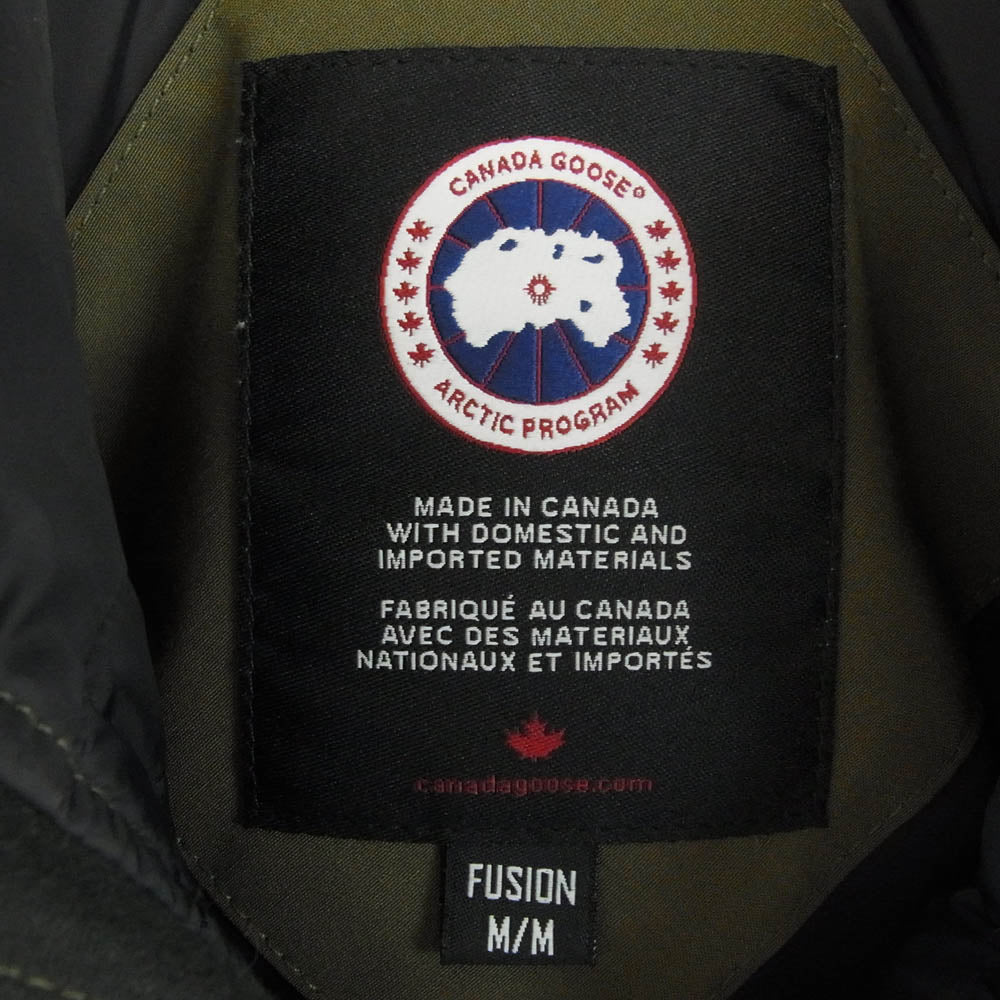 CANADA GOOSE®
ARCTIC PROGRAM
MADE IN CANADA
WITH DOMESTIC AND
IMPORTED MATERIALS
FABRIQUÉ AU CANADA
AVEC DES MATERIAUX
NATIONAUX ET IMPORTÉS
canadagoose.com
FUSION
M/M